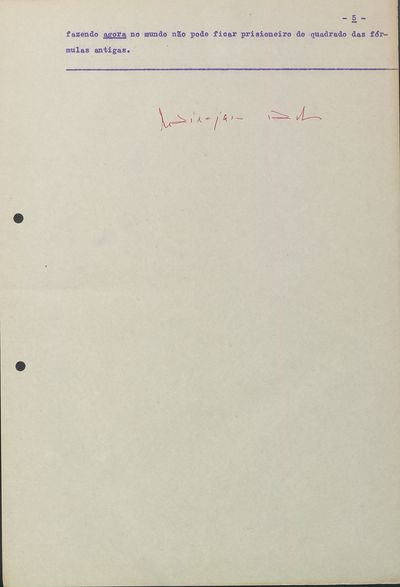 - 5 -
fazendo agora no mundo não pode ficar prisioneiro do quadrado das fór-
mulas antigas.